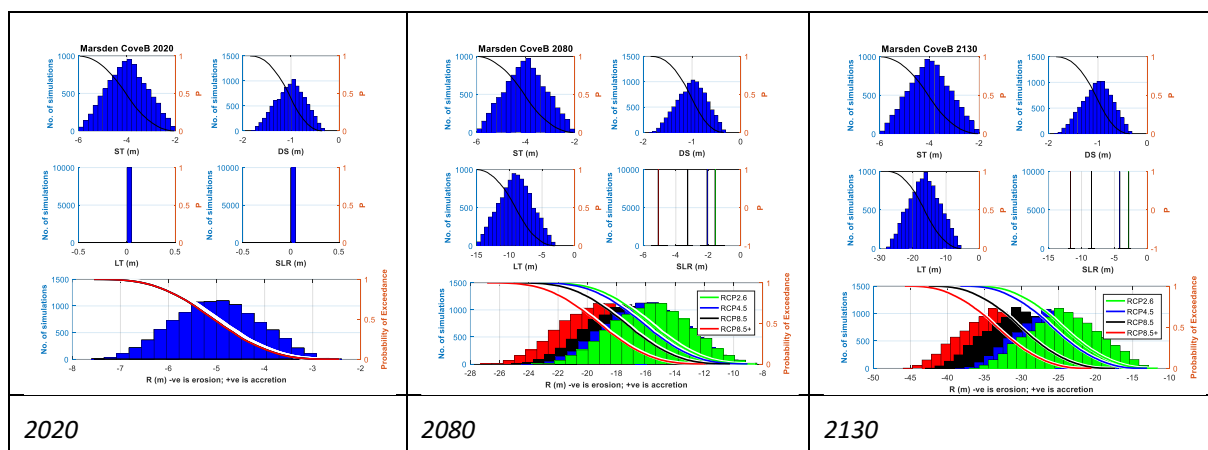 Marsden CoveB 2020
1000
500
0
No. of simulations
-6
-4
-2
ST (m)
1
0.5
0
P
1500
1000
500
0
No. of simulations
-2
-1
0
DS (m)
1
0.5
0
P
10000
5000
0
No. of simulations
-0.5
0
0.5
LT (m)
1
0.5
0
P
10000
5000
0
No. of simulations
-0.5
0
0.5
SLR (m)
1
0.5
0
P
1500
1000
500
0
No. of simulations
-8
-7
-6
-5
-4
-3
-2
R (m) -ve is erosion; +ve is accretion
1
0.5
0
Probability of Exceedance
2020
Marsden CoveB 2080
1000
500
0
No. of simulations
-6
-4
-2
ST (m)
1
0.5
0
P
1500
1000
500
0
No. of simulations
-2
-1
0
DS (m)
1
0.5
0
P
1000
500
0
No. of simulations
-15
-10
-5
0
LT (m)
1
0.5
0
P
10000
5000
0
No. of simulations
-6
-4
-2
0
SLR (m)
1
0
-1
P
1500
1000
500
0
No. of simulations
-28
-26
-24
-22
-20
-18
-16
-14
-12
-10
-8
R (m) -ve is erosion; +ve is accretion
RCP2.6
RCP4.5
RCP8.5
RCP8.5+
1
0.5
0
Probability of Exceedance
2080
Marsden CoveB 2130
1000
500
0
No. of simulations
-6
-4
-2
ST (m)
1
0.5
0
P
1500
1000
500
0
No. of simulations
-2
-1
0
DS (m)
1
0.5
0
P
1000
500
0
No. of simulations
-30
-20
-10
0
LT (m)
1
0.5
0
P
10000
5000
0
No. of simulations
-15
-10
-5
0
SLR (m)
1
0
-1
P
1500
1000
500
0
No. of simulations
-50
-45
-40
-35
-30
-25
-20
-15
-10
R (m) -ve is erosion; +ve is accretion
RCP2.6
RCP4.5
RCP8.5
RCP8.5+
1
0.5
0
Probability of Exceedance
2130